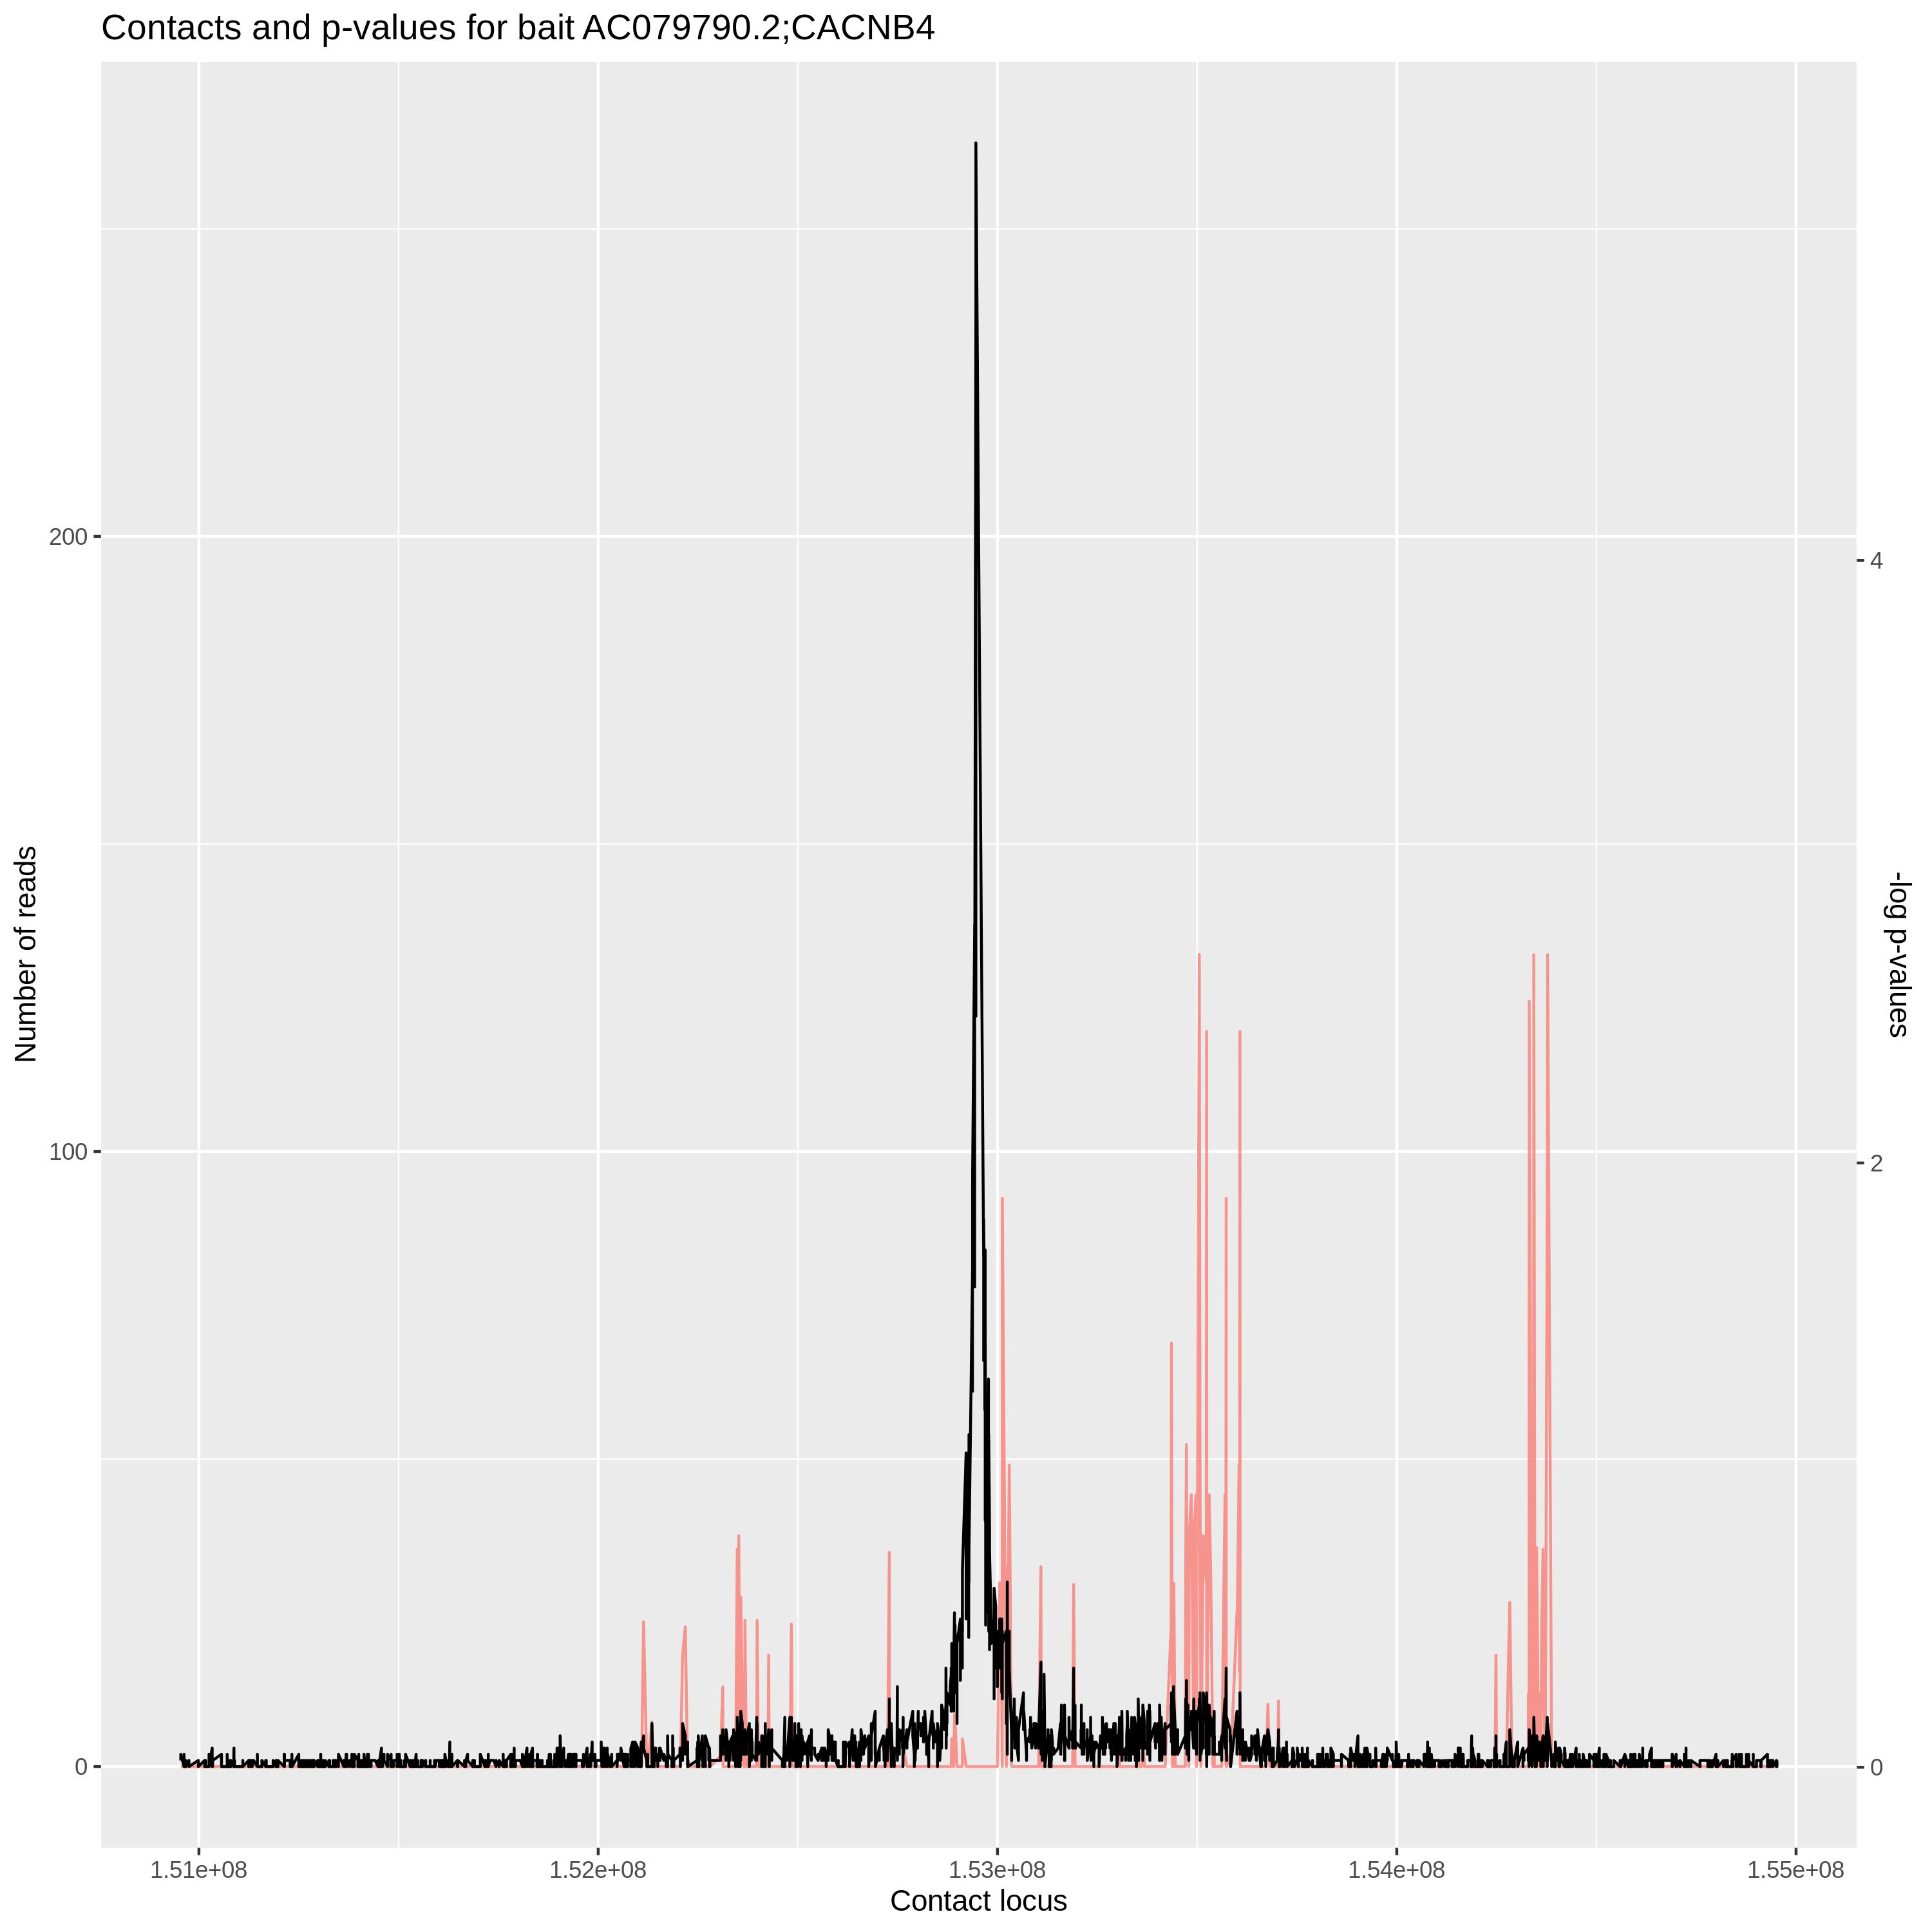 Contacts and p-values for bait AC079790.2;CACNB4
Number of reads
200
100
0
-log p-values
4
2
0
1.51e+08
1.52e+08
1.53e+08
1.54e+08
1.55e+08
Contact locus